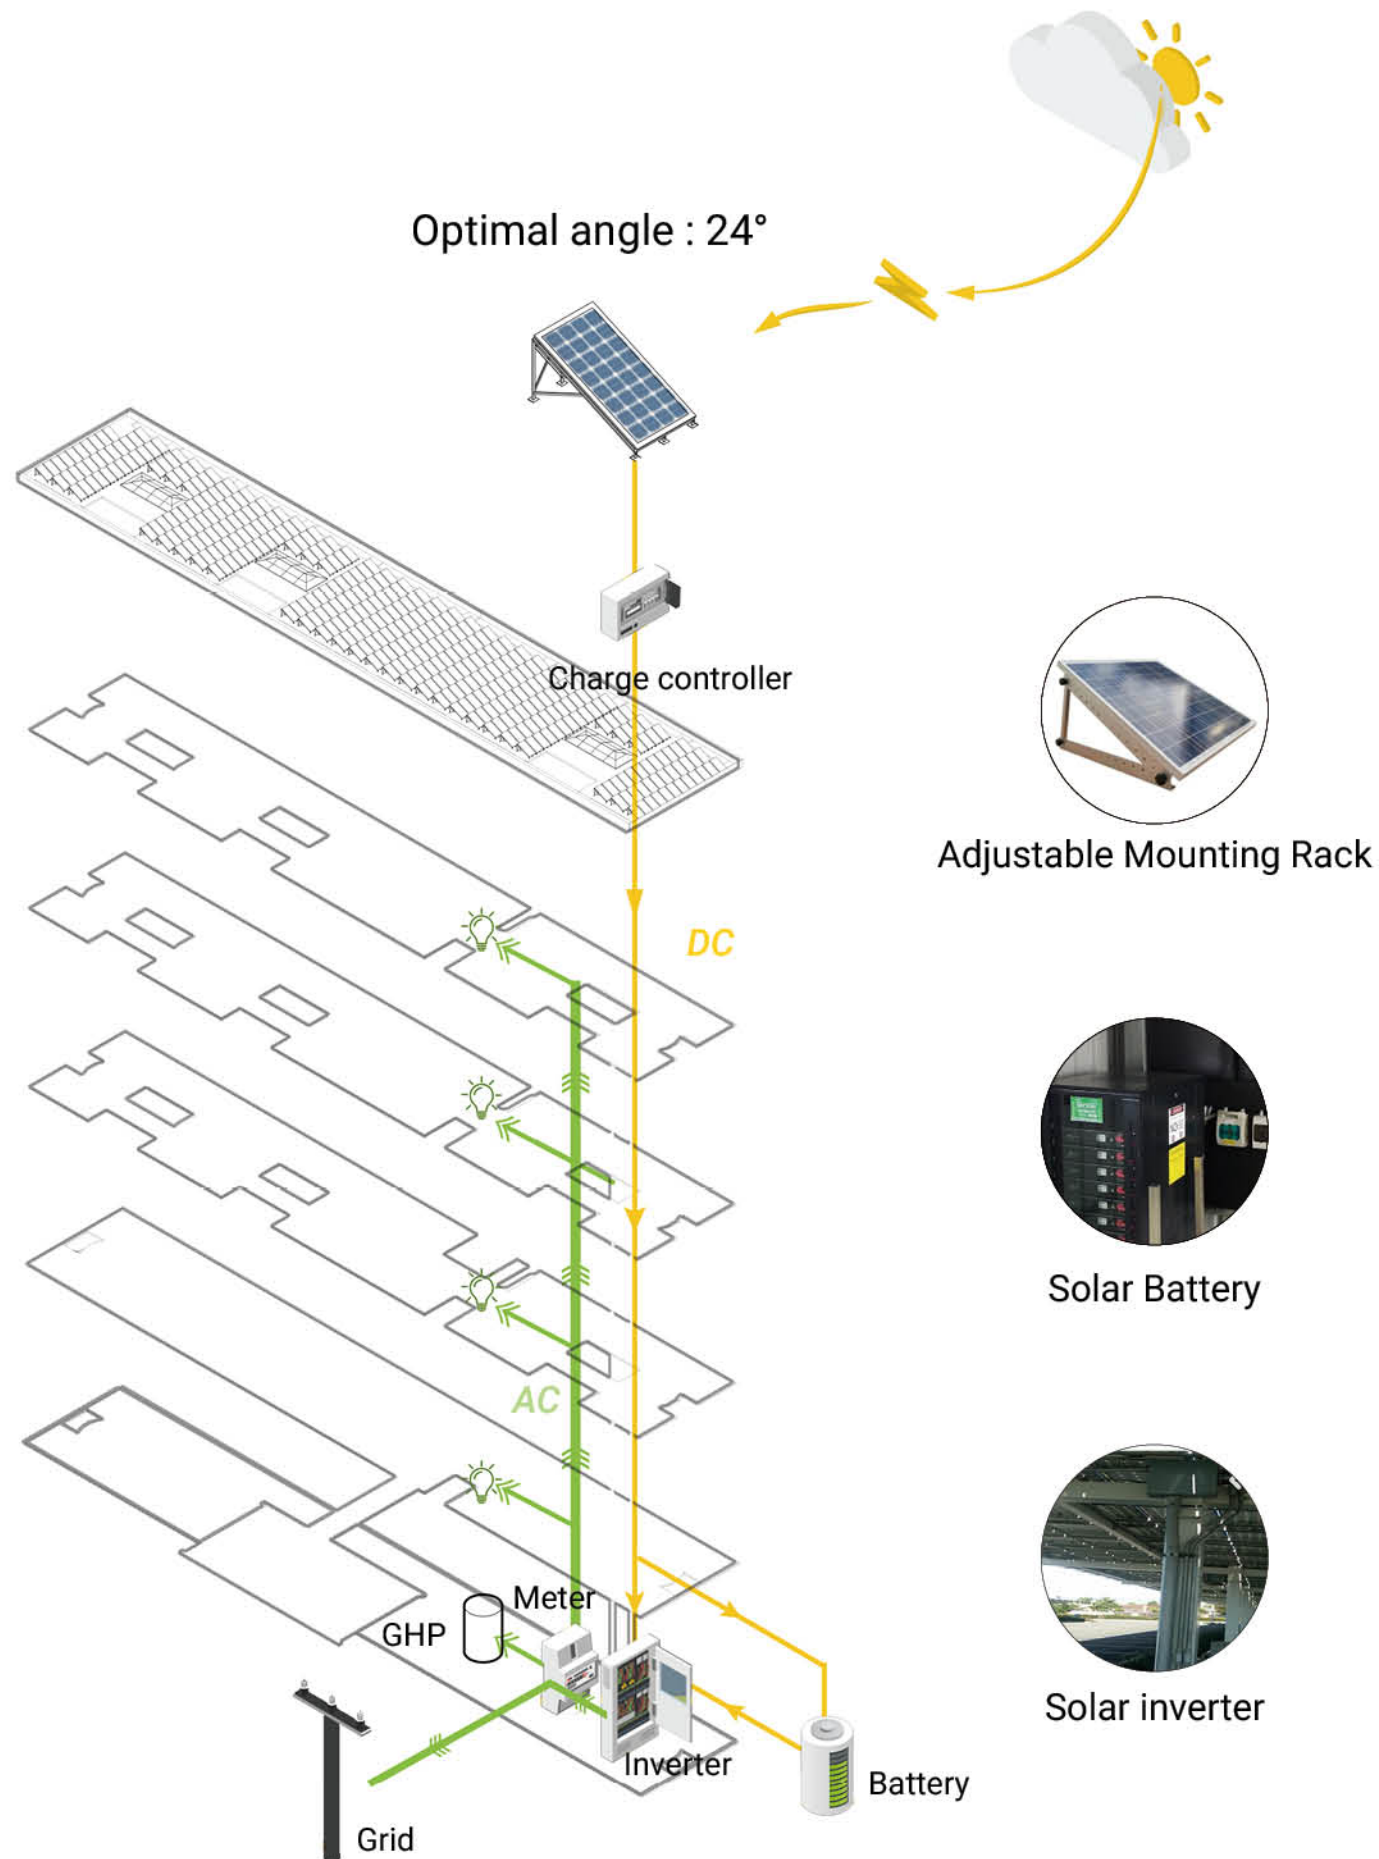 Optimal angle : 24°
Charge controller
Adjustable Mounting Rack
DC
Solar Battery
AC
Meter
GHP
Solar inverter
Inverter
Battery
Grid